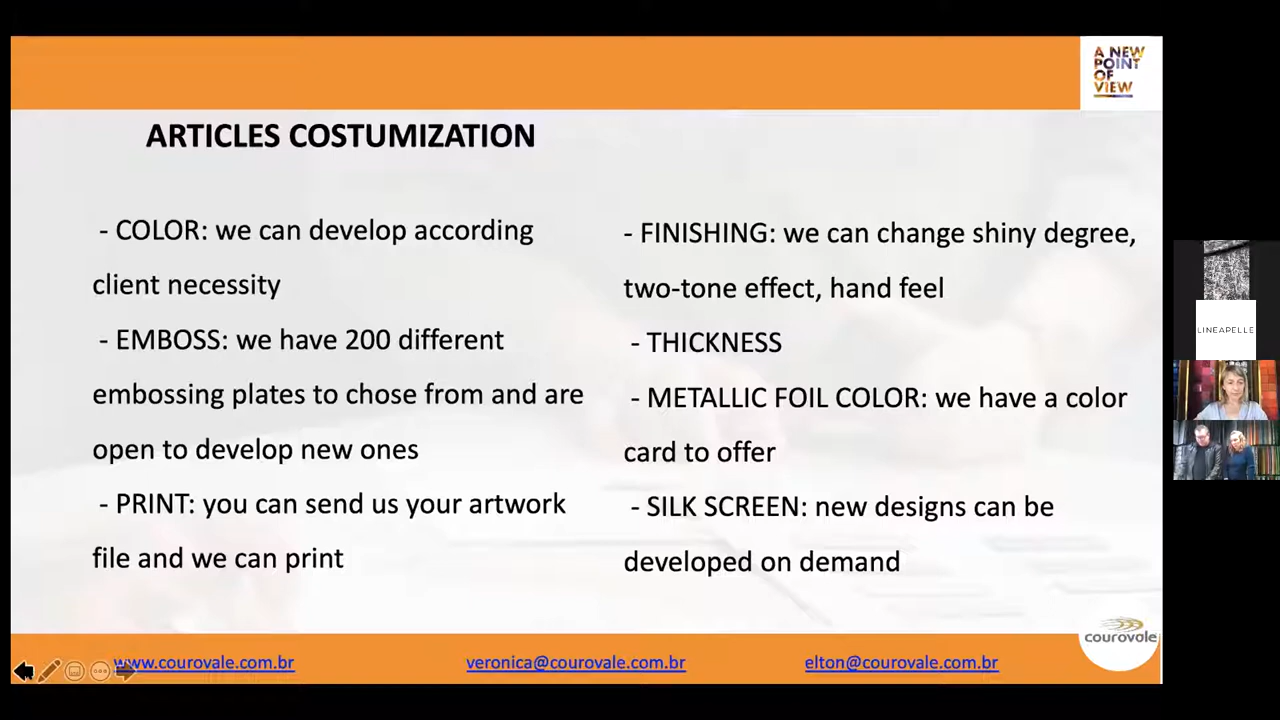 A NEW
POINT
OF
VIEW
ARTICLES COSTUMIZATION
- COLOR: we can develop according
client necessity
- EMBOSS: we have 200 different
embossing plates to chose from and are
open to develop new ones
- PRINT: you can send us your artwork
file and we can print
- FINISHING: we can change shiny degree,
two-tone effect, hand feel
- THICKNESS
- METALLIC FOIL COLOR: we have a color
card to offer
- SILK SCREEN: new designs can be
developed on demand
LINEAPELLE
courovale
www.courovale.com.br
veronica@courovale.com.br
elton@courovale.com.br